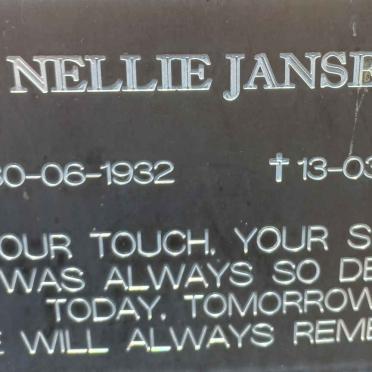 NELLIE JANSE
30-06-1932 † 13-03
OUR TOUCH, YOUR S
WAS ALWAYS SO DE
TODAY, TOMORROW
E WILL ALWAYS REME